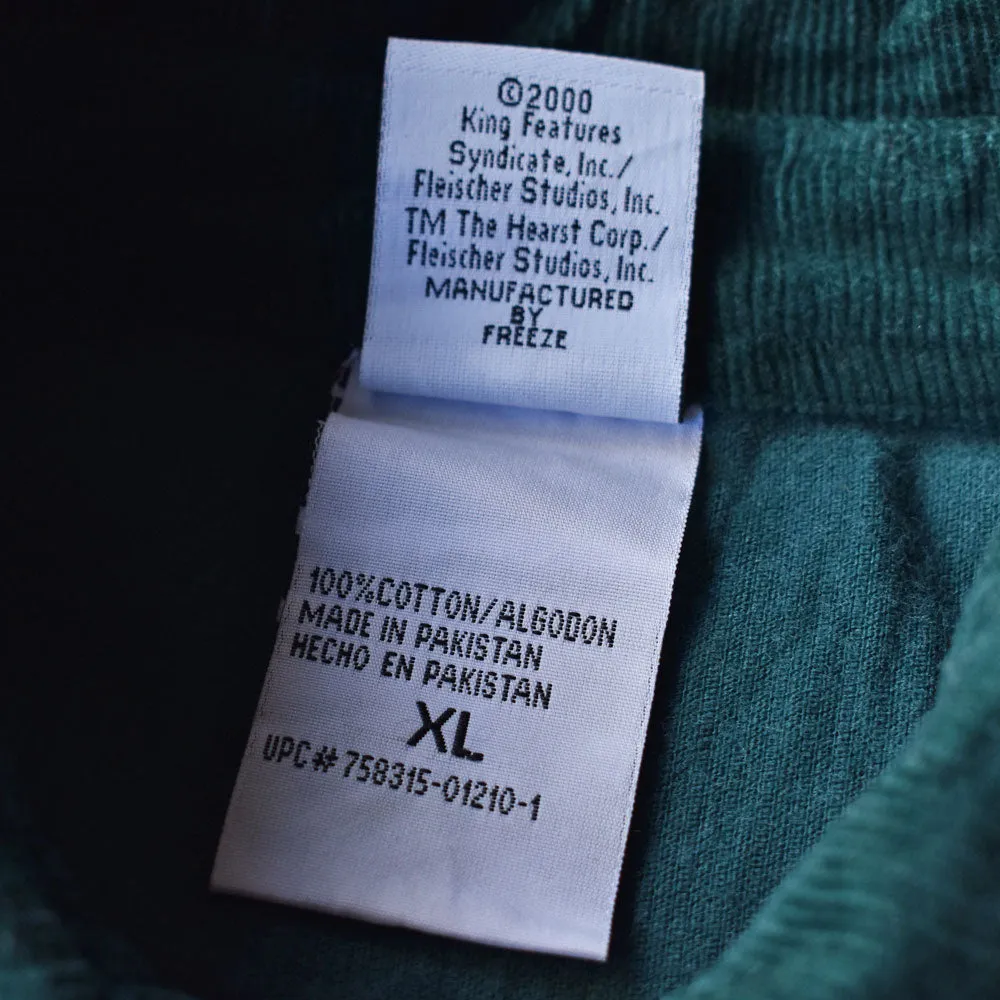 ©2000
King Features
Syndicate, Inc./
Fleischer Studios, Inc.
TM The Hearst Corp./
Fleischer Studios, Inc.
MANUFACTURED
BY
FREEZE
100%COTTON/ALGODON
MADE IN PAKISTAN
HECHO EN PAKISTAN
XL
UPC# 758315-01210-1